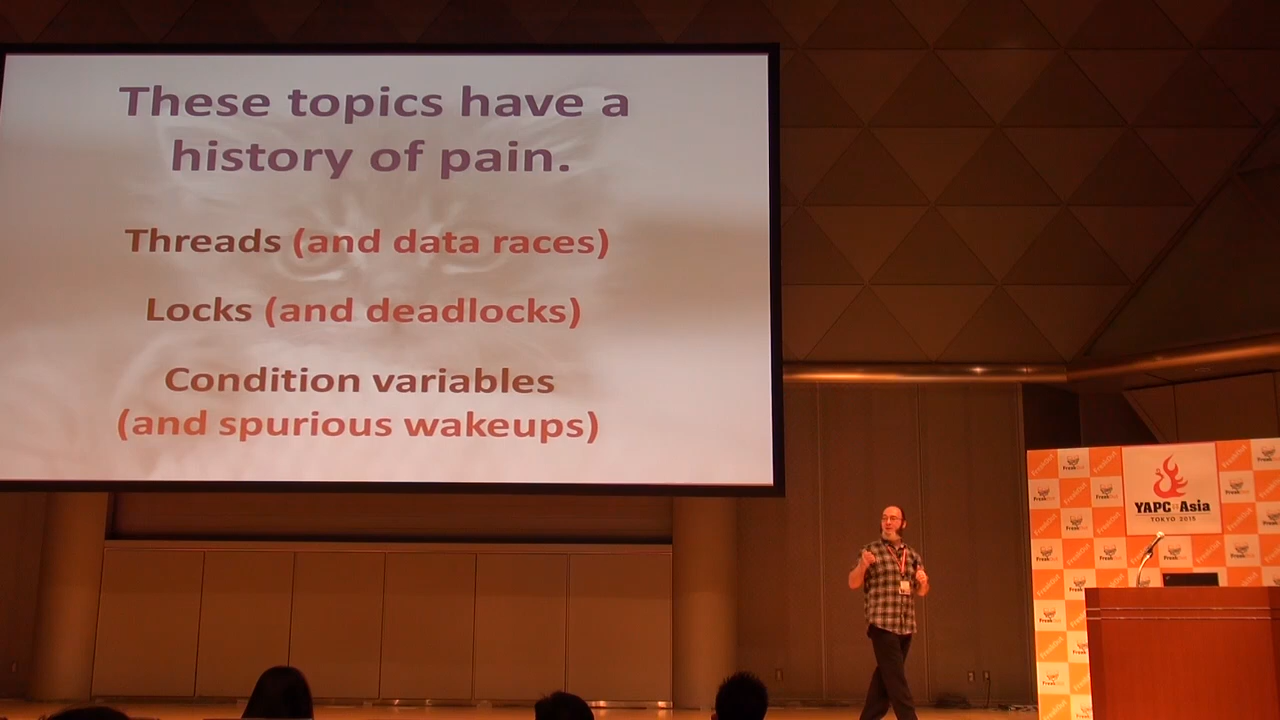 These topics have a
history of pain.
Threads (and data races)
Locks (and deadlocks)
Condition variables
(and spurious wakeups)
YAPC::Asia
TOKYO 2015
FreakOut